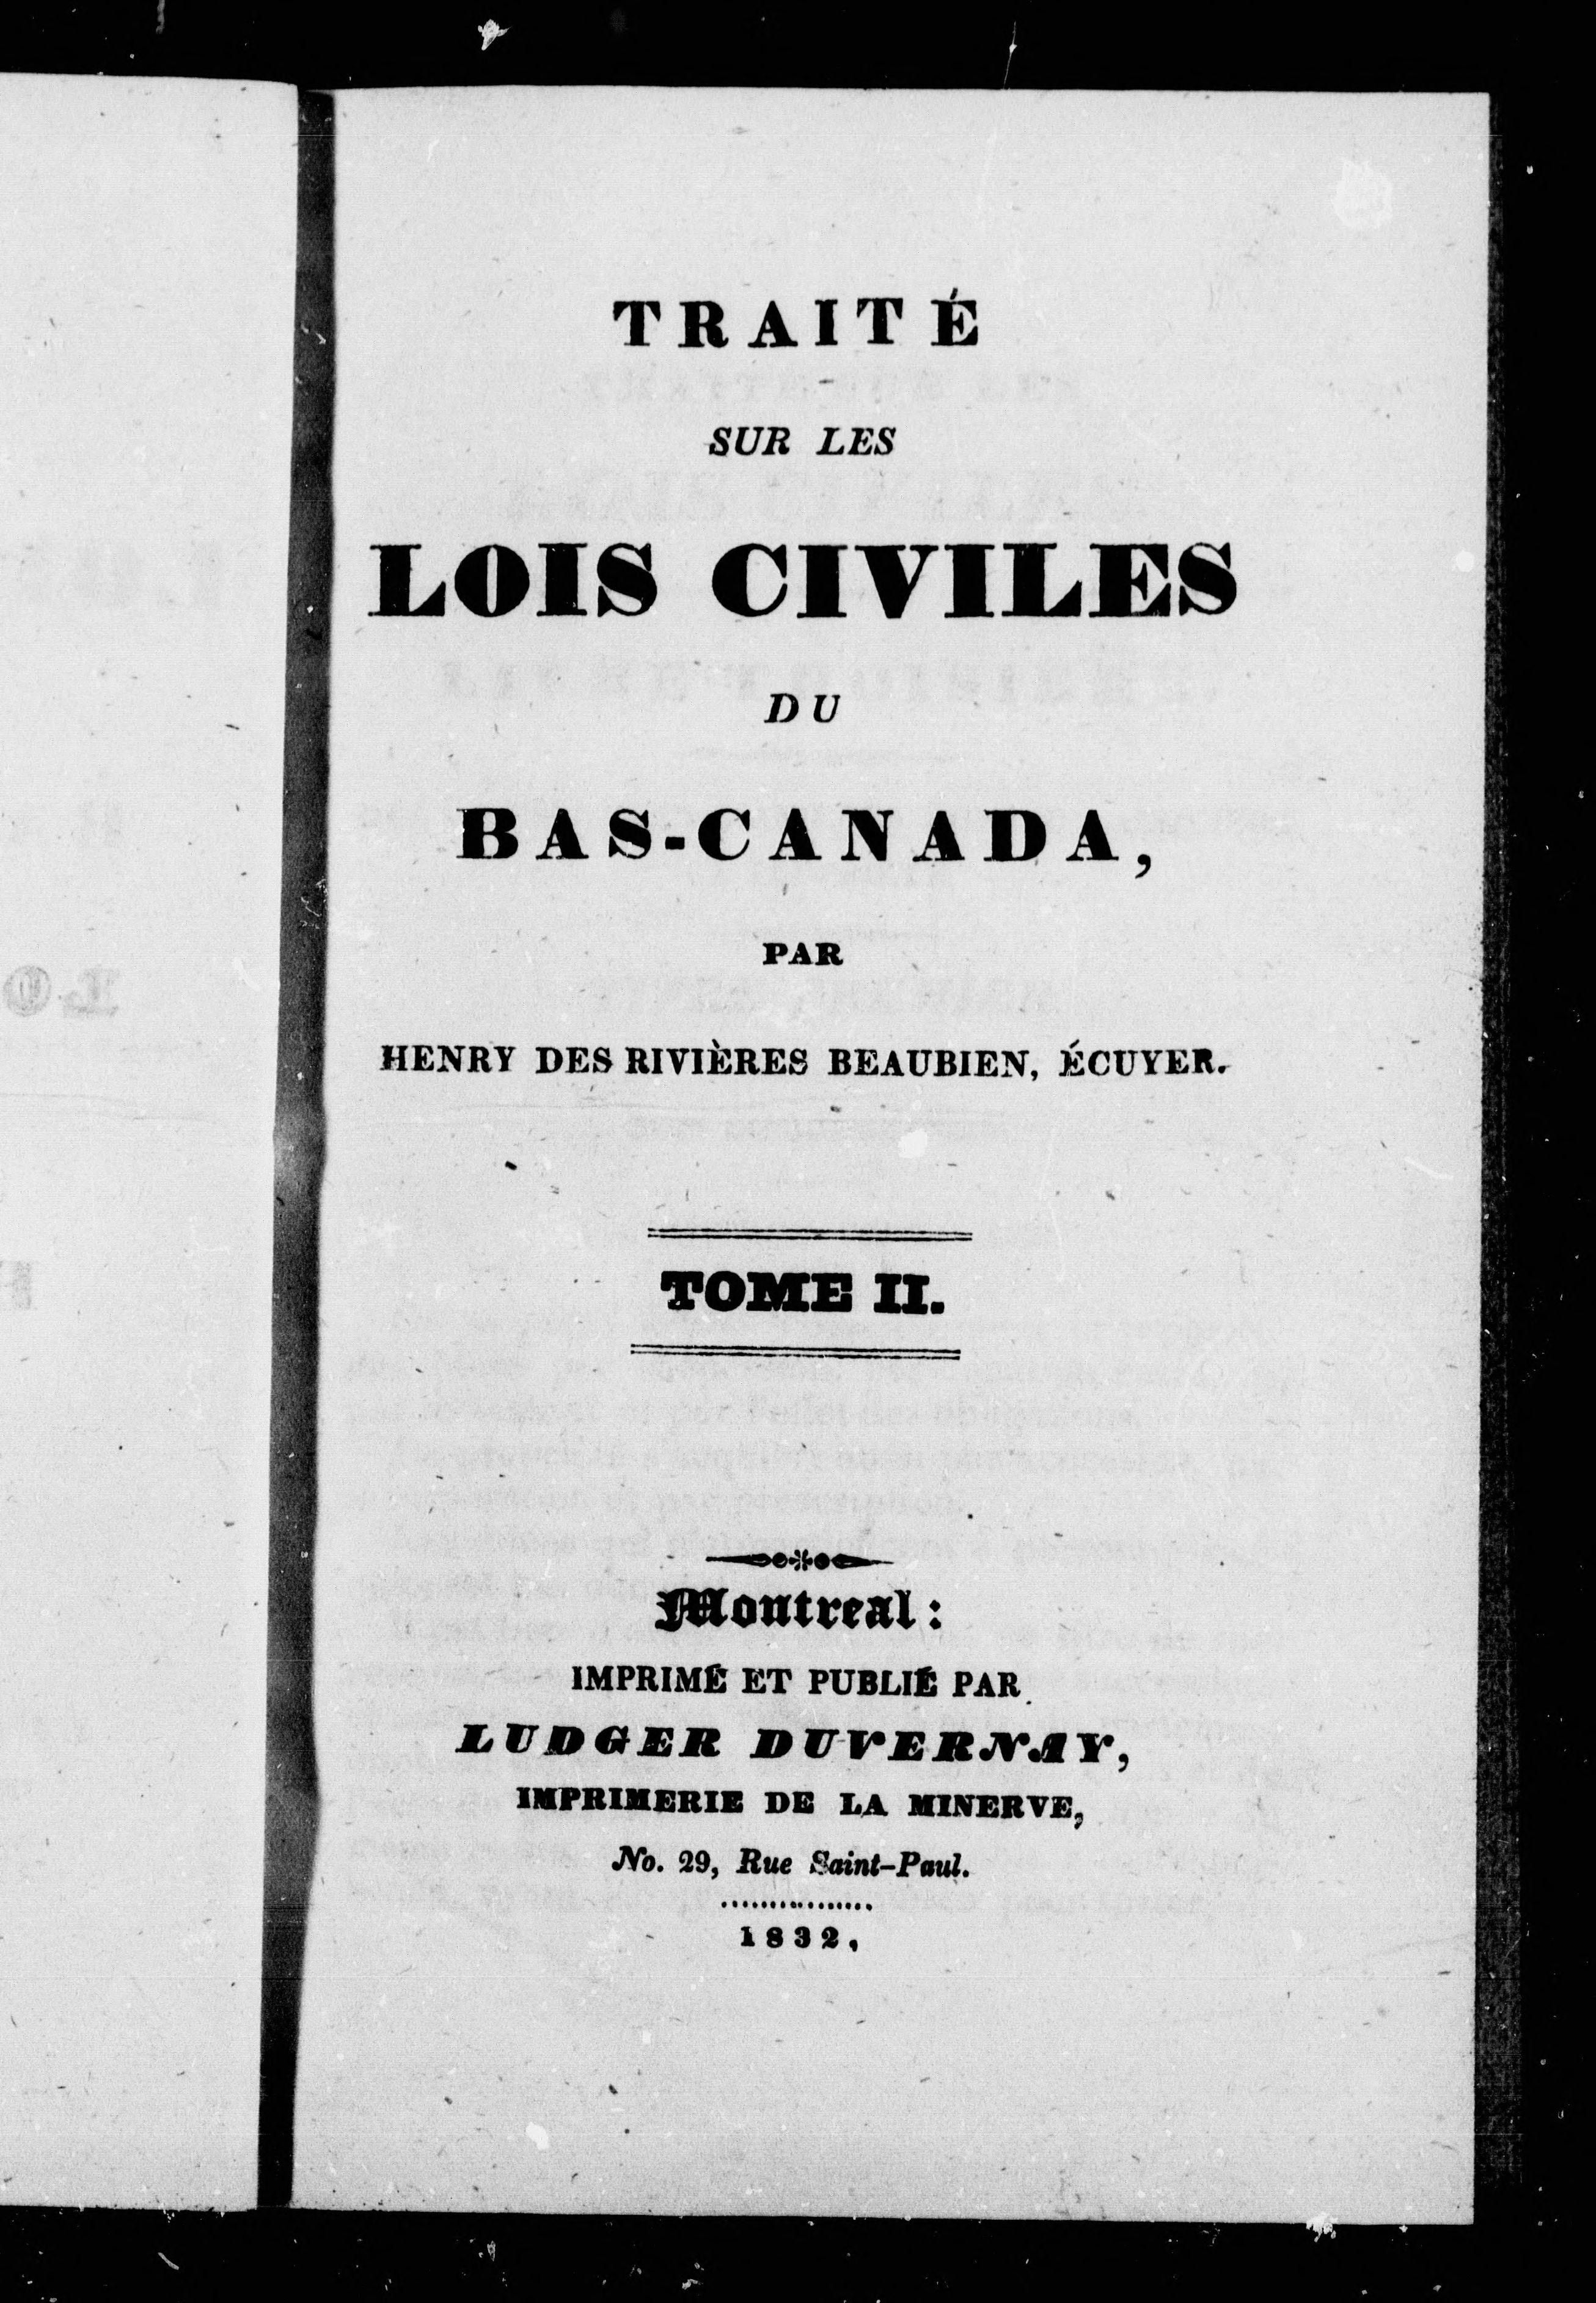 TRAITÉ
SUR LES
LOIS CIVILES
DU
BAS-CANADA,
PAR
HENRY DES RIVIÈRES BEAUBIEN, ÉCUYER.
TOME II.
Montreal:
IMPRIMÉ ET PUBLIÉ PAR
LUDGER DUVERNAY,
IMPRIMERIE DE LA MINERVE,
No. 29, Rue Saint-Paul.
1832,